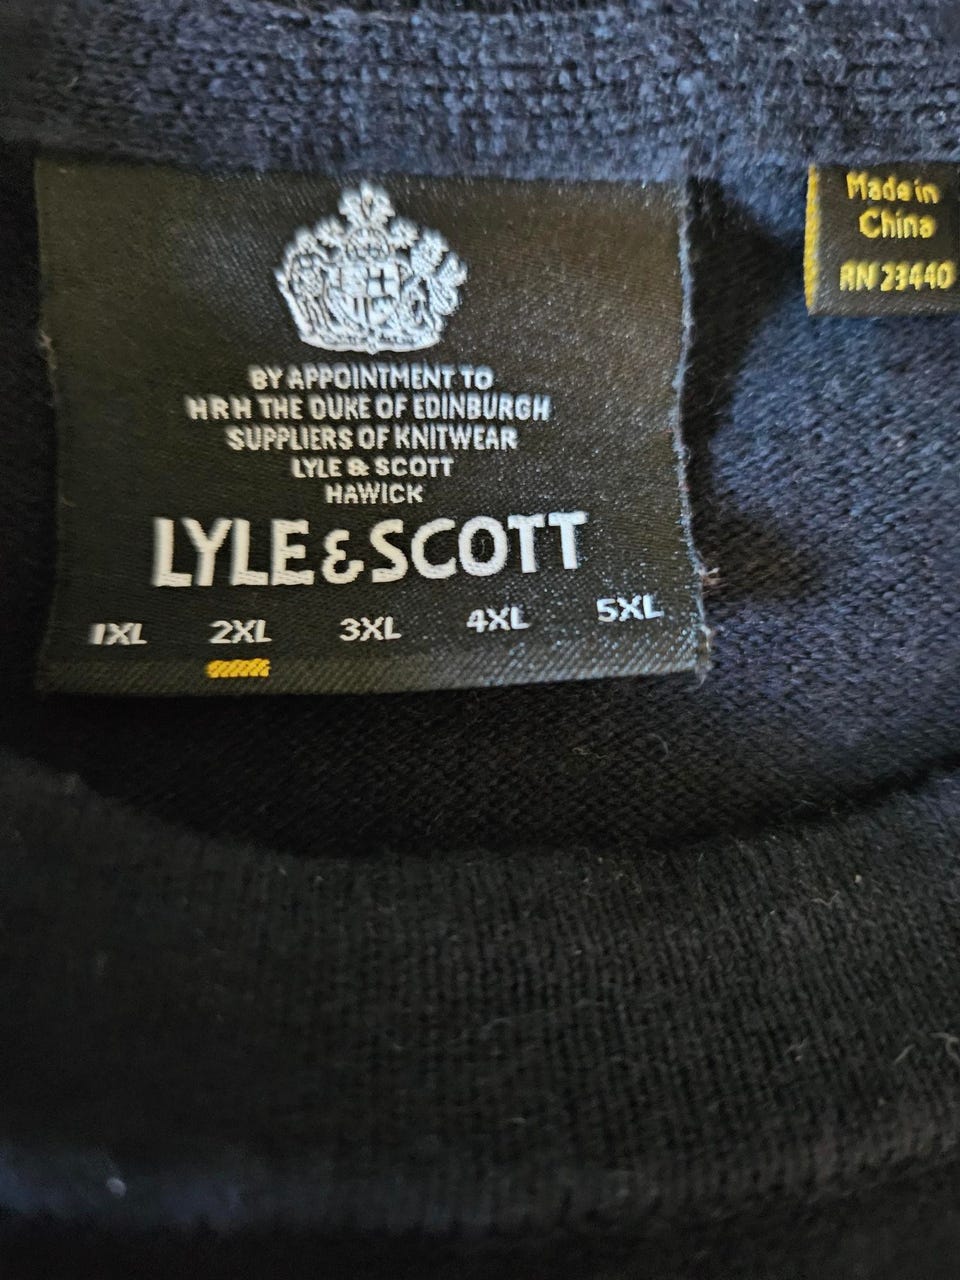 BY APPOINTMENT TO
HRH THE DUKE OF EDINBURGH
SUPPLIERS OF KNITWEAR
LYLE & SCOTT
HAWICK
LYLE & SCOTT
1XL 2XL 3XL 4XL 5XL
Made in
China
RN 23440